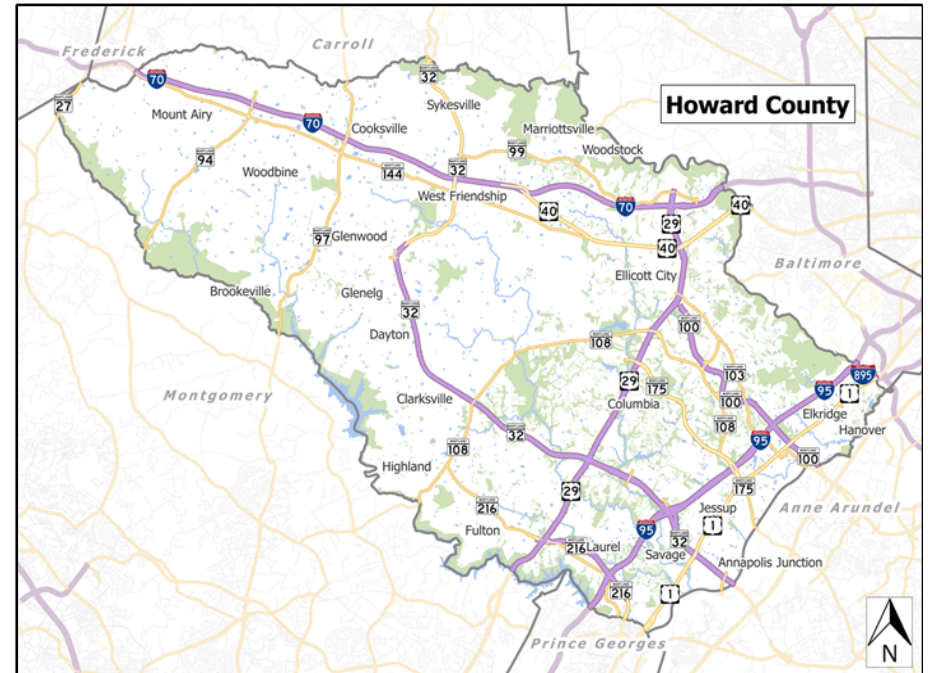 Frederick
Carroll
70
32
27
Howard County
Mount Airy
Sykesville
70
Cooksville
Marriottsville
94
99
Woodstock
Woodbine
144
32
West Friendship
40
70
40
29
97
Glenwood
40
Baltimore
Ellicott City
Brookeville
Glenelg
32
Dayton
100
108
103
895
29
175
95
1
Montgomery
Clarksville
Columbia
100
Elkridge
108
32
108
Hanover
95
100
Highland
29
175
216
Jessup
Anne Arundel
Fulton
95
1
216
Laurel
32
Savage
Annapolis Junction
216
1
Prince Georges
N